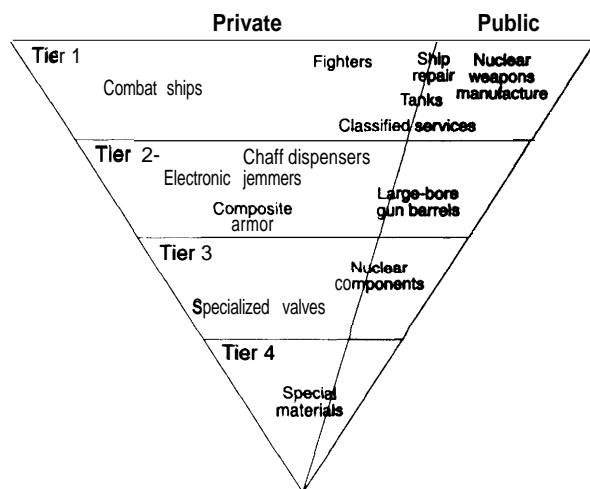 Private Public
Tier 1
Fighters
Ship
repair
Nuclear
weapons
manufacture
Combat ships
Tanks
Classified services
Tier 2-
Chaff dispensers
Electronic jemmers
Composite
armor
Large-bore
gun barrels
Tier 3
Nuclear
components
Specialized valves
Tier 4
Special
materials